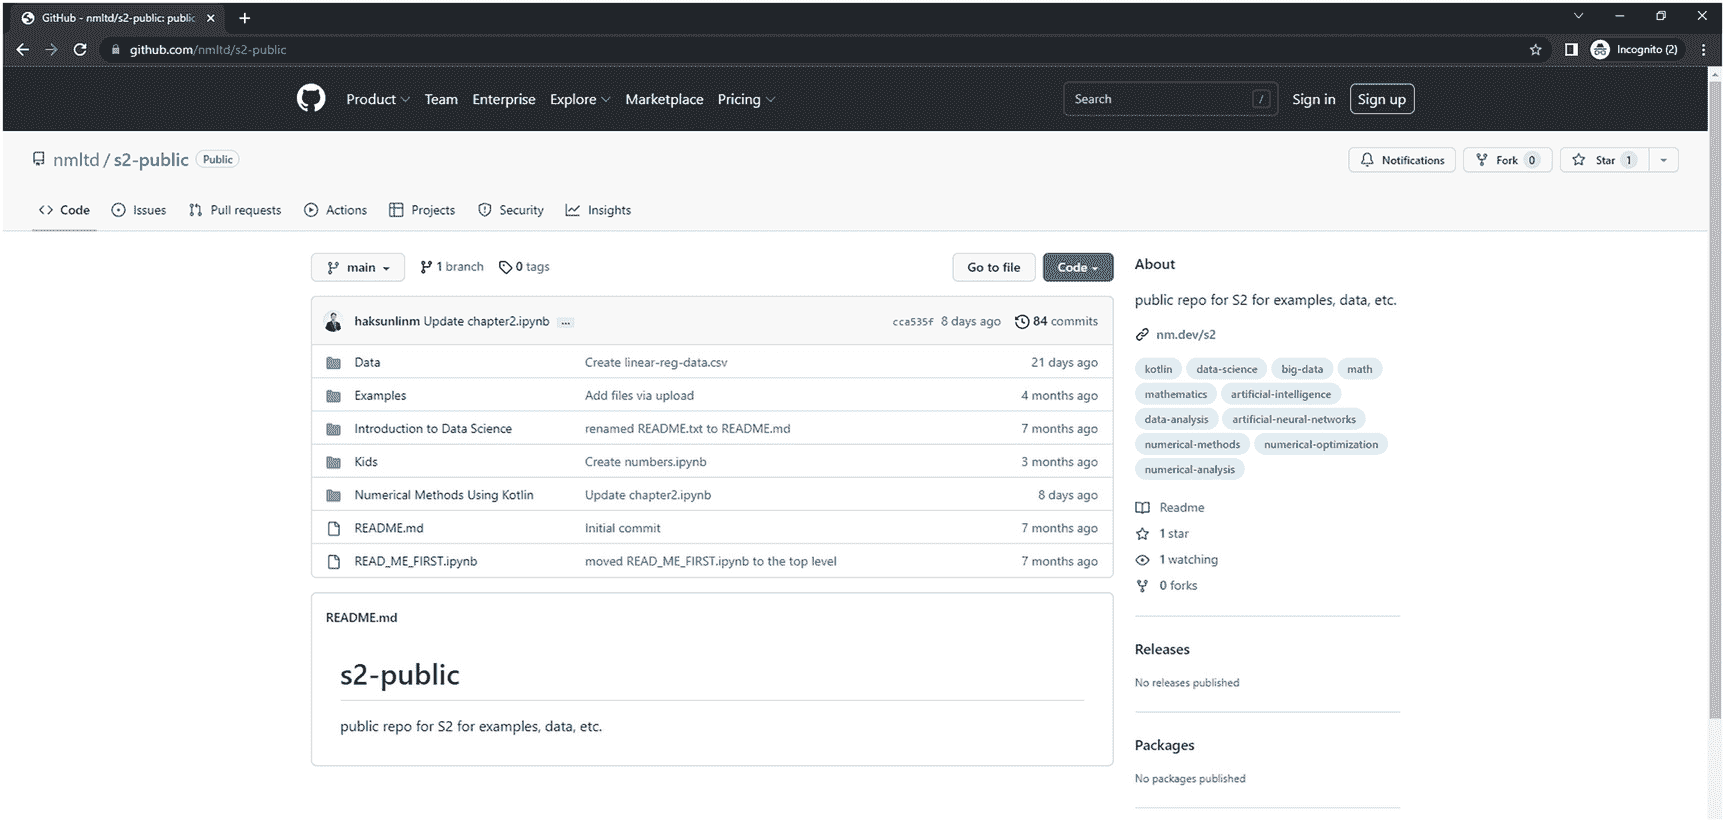 GitHub - nmltd/s2-public: public
github.com/nmltd/s2-public
Incognito (2)
Product Team Enterprise Explore Marketplace Pricing
Search /
Sign in Sign up
nmltd / s2-public Public
Notifications Fork 0 Star 1
Code Issues Pull requests Actions Projects Security Insights
main 1 branch 0 tags
Go to file Code
haksunlinm Update chapter2.ipynb ... cca535f 8 days ago 84 commits
Data Create linear-reg-data.csv 21 days ago
Examples Add files via upload 4 months ago
Introduction to Data Science renamed README.txt to README.md 7 months ago
Kids Create numbers.ipynb 3 months ago
Numerical Methods Using Kotlin Update chapter2.ipynb 8 days ago
README.md Initial commit 7 months ago
READ_ME_FIRST.ipynb moved READ_ME_FIRST.ipynb to the top level 7 months ago
README.md
s2-public
public repo for S2 for examples, data, etc.
About
public repo for S2 for examples, data, etc.
nm.dev/s2
kotlin data-science big-data math
mathematics artificial-intelligence
data-analysis artificial-neural-networks
numerical-methods numerical-optimization
numerical-analysis
Readme
1 star
1 watching
0 forks
Releases
No releases published
Packages
No packages published